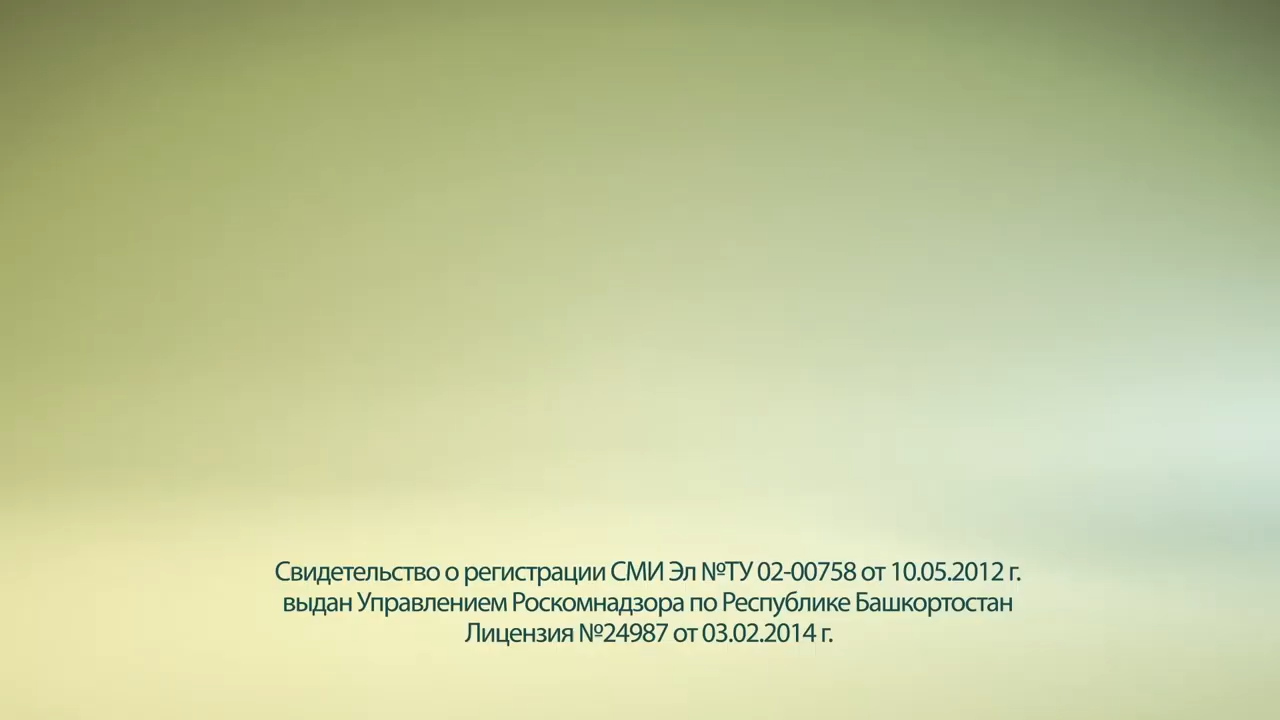 Свидетельство о регистрации СМИ Эл №ТУ 02-00758 от 10.05.2012 г.
выдан Управлением Роскомнадзора по Республике Башкортостан
Лицензия №24987 от 03.02.2014 г.